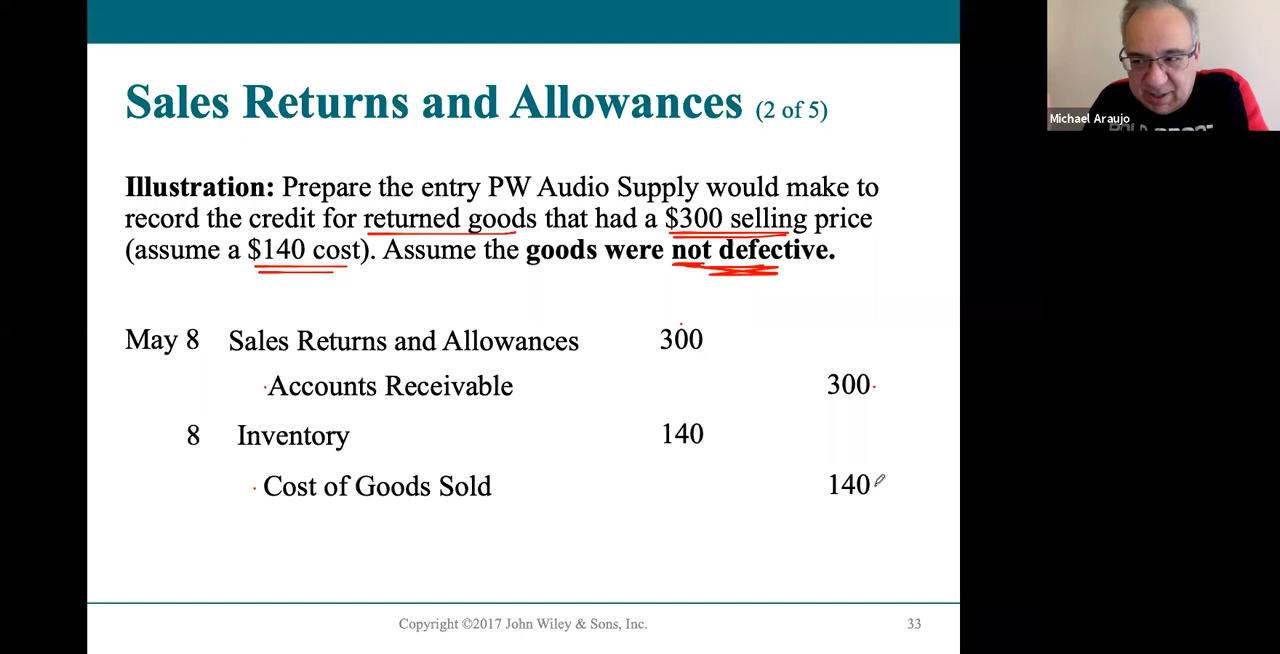 Sales Returns and Allowances (2 of 5)
Illustration: Prepare the entry PW Audio Supply would make to
record the credit for returned goods that had a $300 selling price
(assume a $140 cost). Assume the goods were not defective.
May 8 Sales Returns and Allowances 300
Accounts Receivable 300
8 Inventory 140
Cost of Goods Sold 140
Copyright ©2017 John Wiley & Sons, Inc. 33
Michael Araujo